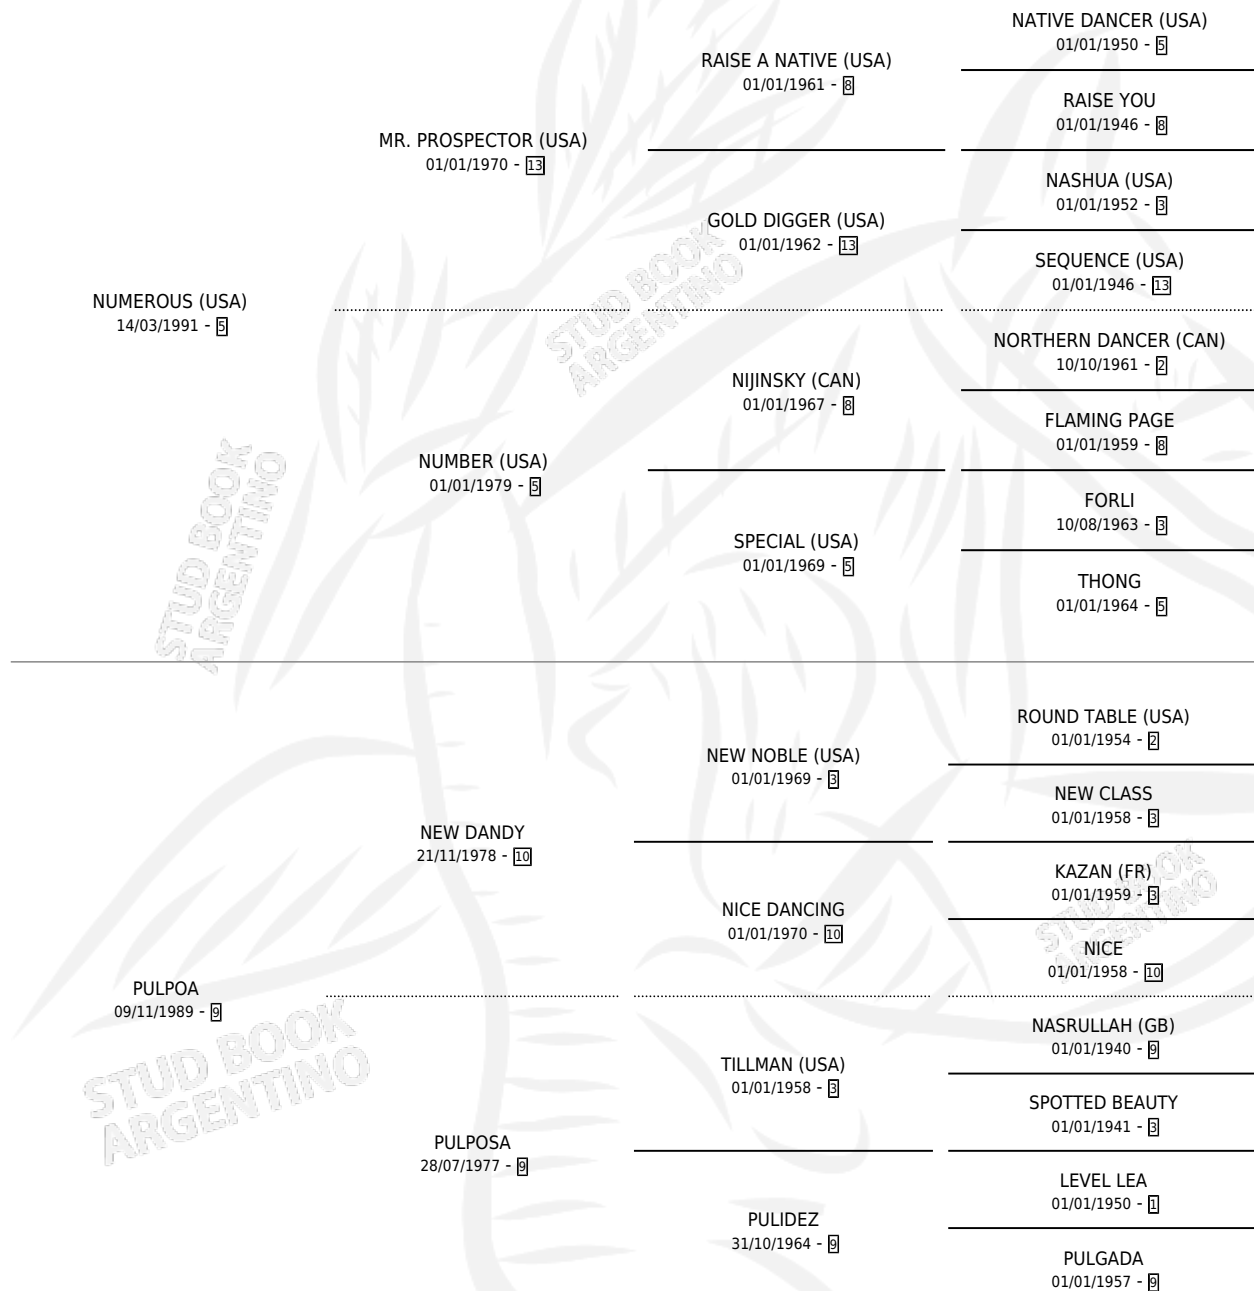 NATIVE DANCER (USA)
01/01/1950 - 5
RAISE A NATIVE (USA)
01/01/1961 - 8
RAISE YOU
01/01/1946 - 8
MR. PROSPECTOR (USA)
01/01/1970 - 13
NASHUA (USA)
01/01/1952 - 3
GOLD DIGGER (USA)
01/01/1962 - 13
SEQUENCE (USA)
01/01/1946 - 13
NUMEROUS (USA)
14/03/1991 - 5
NORTHERN DANCER (CAN)
10/10/1961 - 2
NIJINSKY (CAN)
01/01/1967 - 8
FLAMING PAGE
01/01/1959 - 8
NUMBER (USA)
01/01/1979 - 5
FORLI
10/08/1963 - 3
SPECIAL (USA)
01/01/1969 - 5
THONG
01/01/1964 - 5
ROUND TABLE (USA)
01/01/1954 - 2
NEW NOBLE (USA)
01/01/1969 - 3
NEW CLASS
01/01/1958 - 3
NEW DANDY
21/11/1978 - 10
KAZAN (FR)
01/01/1959 - 3
NICE DANCING
01/01/1970 - 10
NICE
01/01/1958 - 10
PULPOA
09/11/1989 - 9
NASRULLAH (GB)
01/01/1940 - 9
TILLMAN (USA)
01/01/1958 - 3
SPOTTED BEAUTY
01/01/1941 - 3
PULPOSA
28/07/1977 - 9
LEVEL LEA
01/01/1950 - 1
PULIDEZ
31/10/1964 - 9
PULGADA
01/01/1957 - 9
STUD BOOK
ARGENTINO
STUD BOOK
ARGENTINO
STUD BOOK
ARGENTINO
STUD BOOK
ARGENTINO